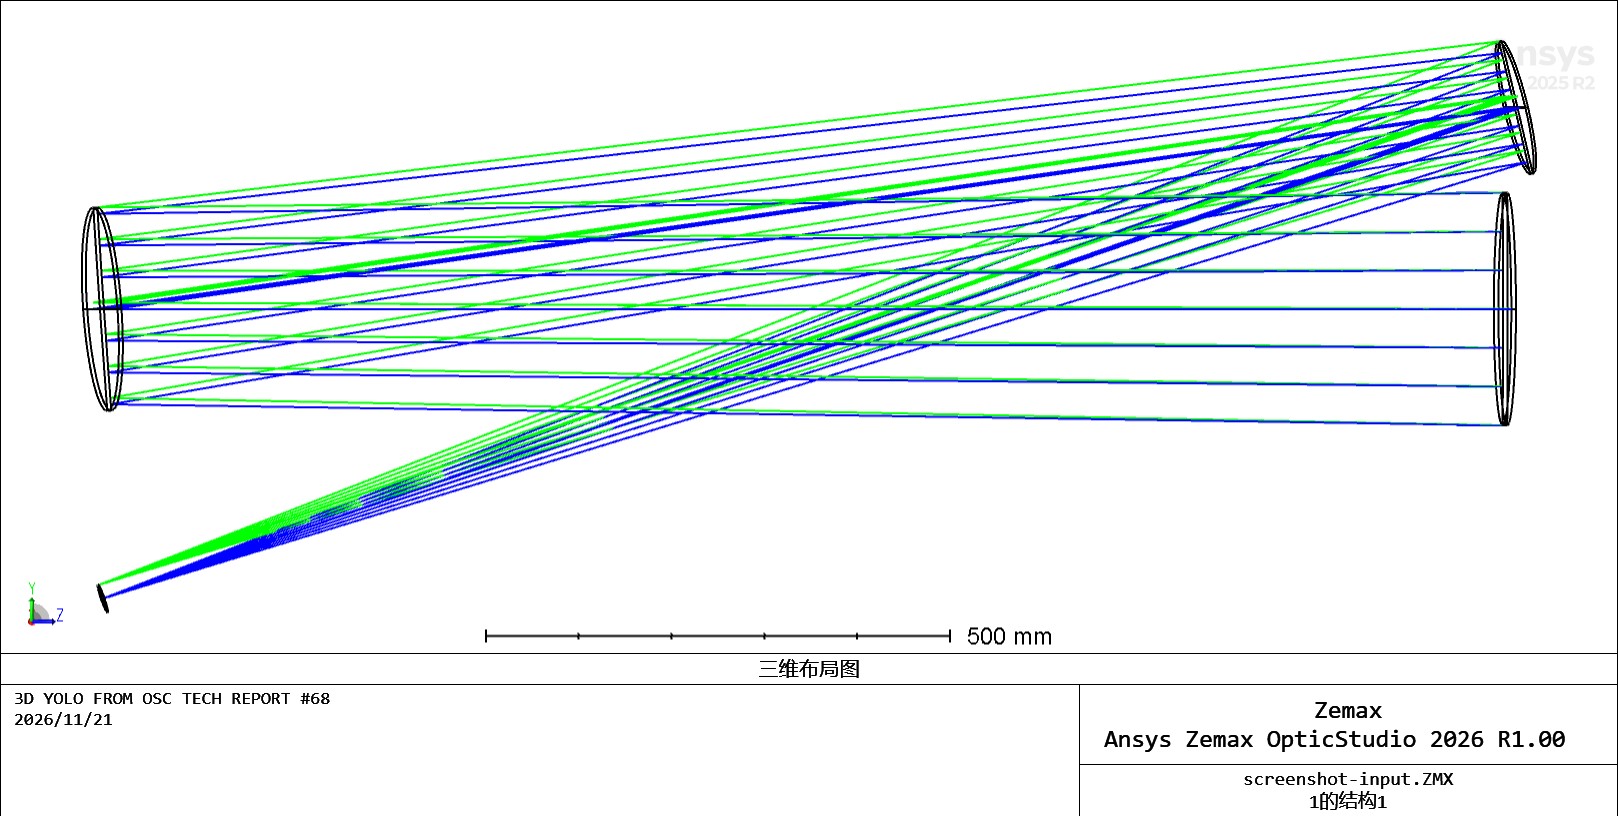 nsys
2025 R2
Y
Z
500 mm
三维布局图
3D YOLO FROM OSC TECH REPORT #68
2026/11/21
Zemax
Ansys Zemax OpticStudio 2026 R1.00
screenshot-input.ZMX
1的结构1